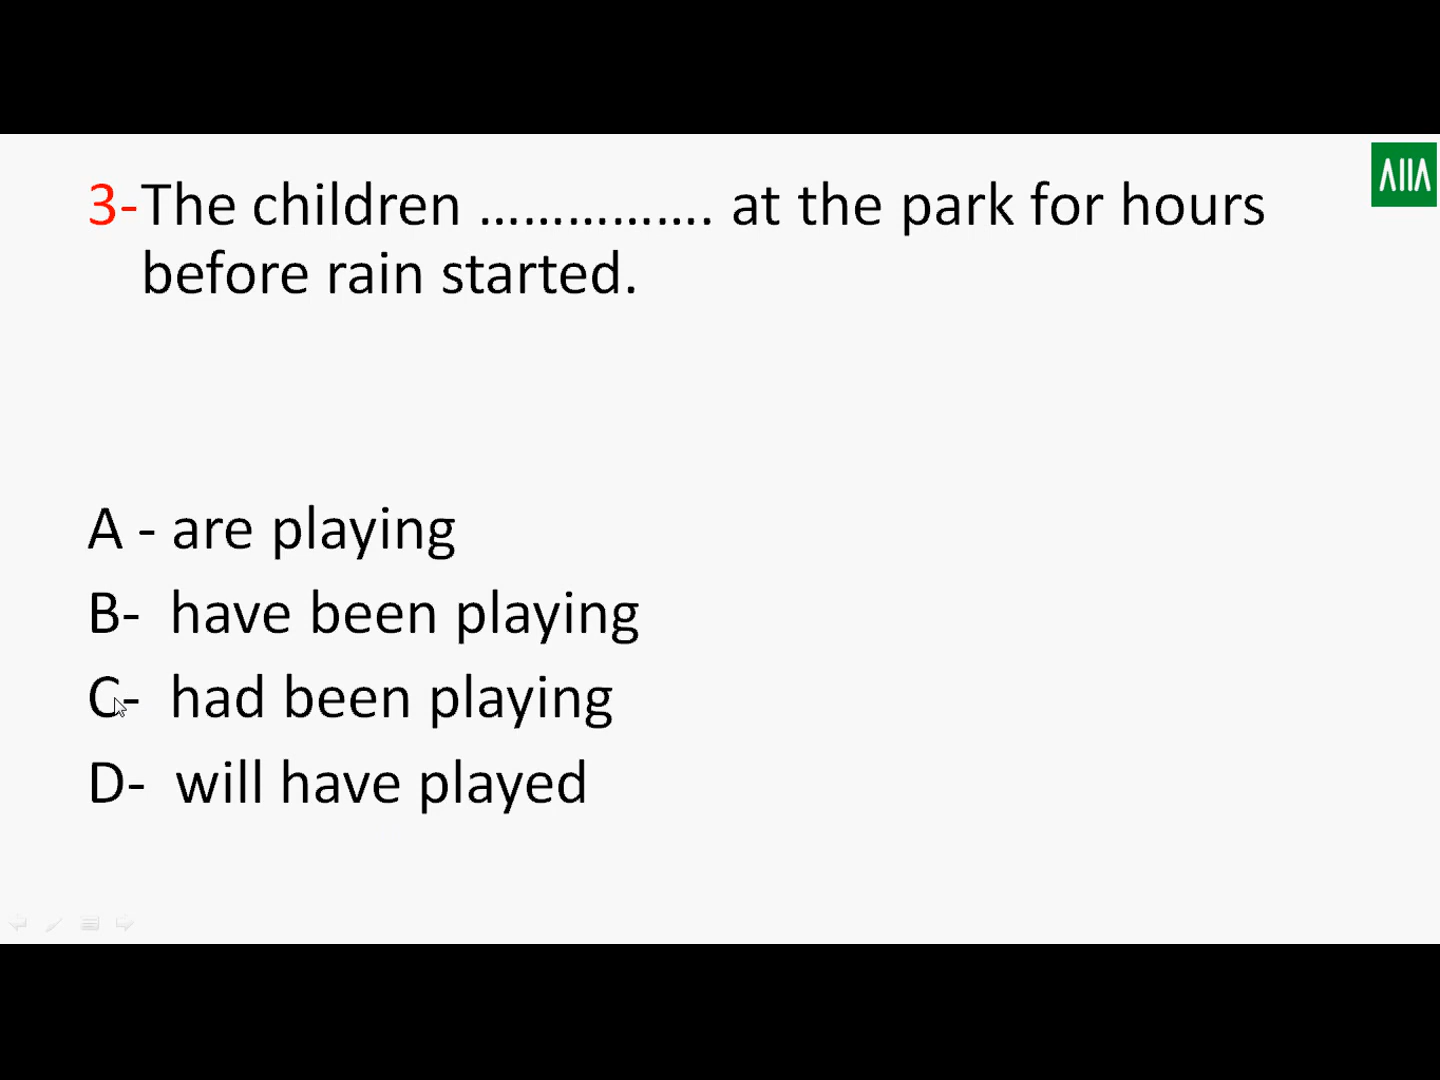 ΛΙΙΛ
3-The children ................ at the park for hours
before rain started.
A - are playing
B- have been playing
C- had been playing
D- will have played